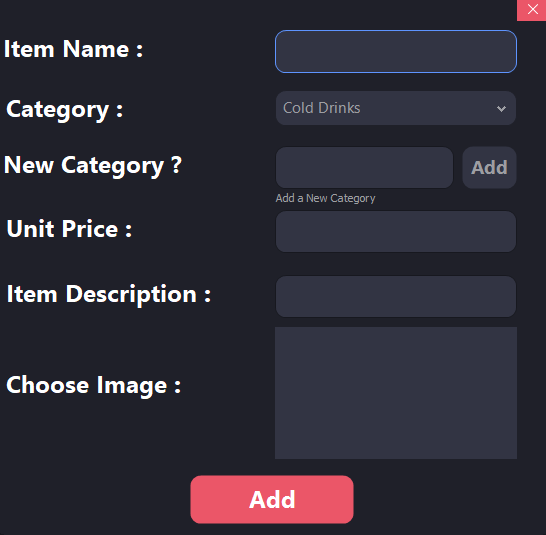 Item Name :
Category :
Cold Drinks
New Category ?
Add
Add a New Category
Unit Price :
Item Description :
Choose Image :
Add